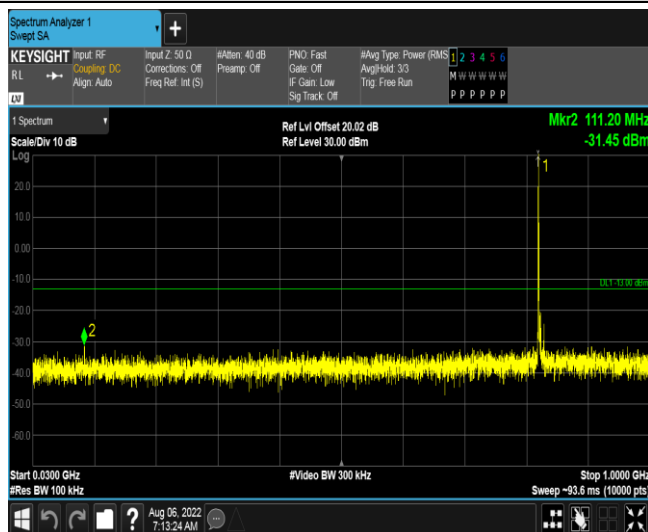 Spectrum Analyzer 1
Swept SA
+
KEYSIGHT
RL
LXI
Input: RF
Coupling: DC
Align: Auto
Input Z: 50 Ω
Corrections: Off
Freq Ref: Int (S)
#Atten: 40 dB
Preamp: Off
PNO: Fast
Gate: Off
IF Gain: Low
Sig Track: Off
#Avg Type: Power (RMS
Avg|Hold: 3/3
Trig: Free Run
1 2 3 4 5 6
M W W W W W
P P P P P P
1 Spectrum
Scale/Div 10 dB
Log
Ref Lvl Offset 20.02 dB
Ref Level 30.00 dBm
Mkr2 111.20 MHz
-31.45 dBm
1
20.0
10.0
0.00
-10.0
DL1 -13.00 dBm
-20.0
2
-30.0
-40.0
-50.0
-60.0
Start 0.0300 GHz
#Res BW 100 kHz
#Video BW 300 kHz
Stop 1.0000 GHz
Sweep ~93.6 ms (10000 pts)
?
Aug 06, 2022
7:13:24 AM